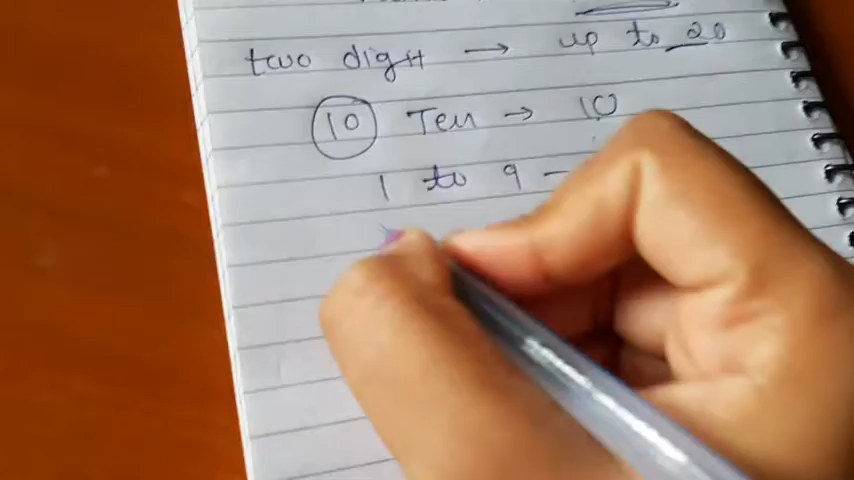 two digit → up to 20
10 Ten → 10
1 to 9 –